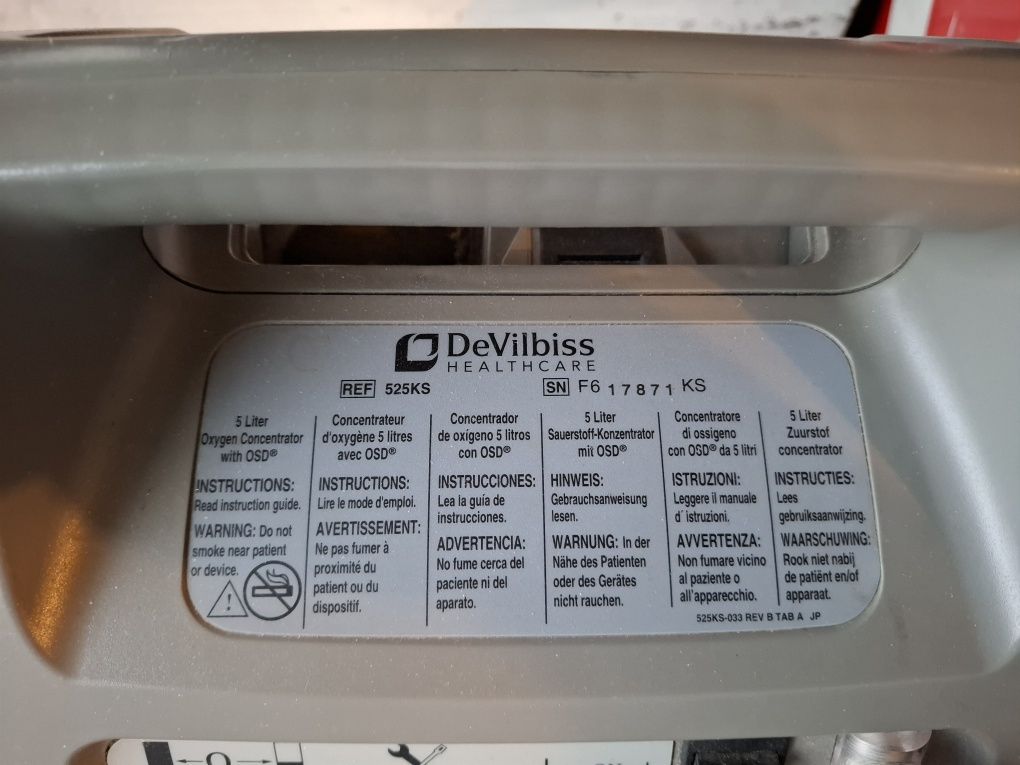 DeVilbiss
HEALTHCARE
REF 525KS
SN F6 17871 KS
5 Liter
Oxygen Concentrator
with OSD®
INSTRUCTIONS:
Read instruction guide.
WARNING: Do not
smoke near patient
or device.
Concentrateur
d'oxygène 5 litres
avec OSD®
INSTRUCTIONS:
Lire le mode d'emploi.
AVERTISSEMENT:
Ne pas fumer à
proximité du
patient ou du
dispositif.
Concentrador
de oxígeno 5 litros
con OSD®
INSTRUCCIONES:
Lea la guía de
instrucciones.
ADVERTENCIA:
No fume cerca del
paciente ni del
aparato.
5 Liter
Sauerstoff-Konzentrator
mit OSD®
HINWEIS:
Gebrauchsanweisung
lesen.
WARNUNG: In der
Nähe des Patienten
oder des Gerätes
nicht rauchen.
Concentratore
di ossigeno
con OSD® da 5 litri
ISTRUZIONI:
Leggere il manuale
d' istruzioni.
AVVERTENZA:
Non fumare vicino
al paziente o
all'apparecchio.
5 Liter
Zuurstof
concentrator
INSTRUCTIES:
Lees
gebruiksaanwijzing.
WAARSCHUWING:
Rook niet nabij
de patiënt en/of
apparaat.
525KS-033 REV B TAB A JP